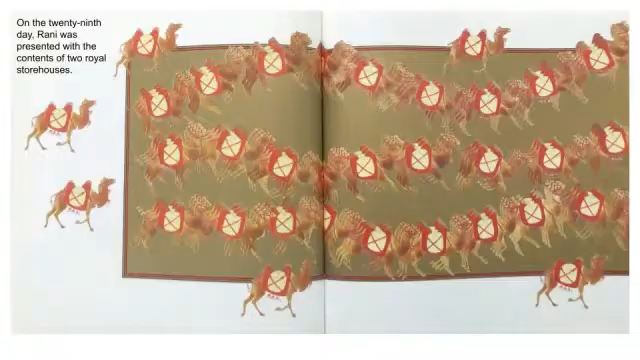 On the twenty-ninth
day, Rani was
presented with the
contents of two royal
storehouses.